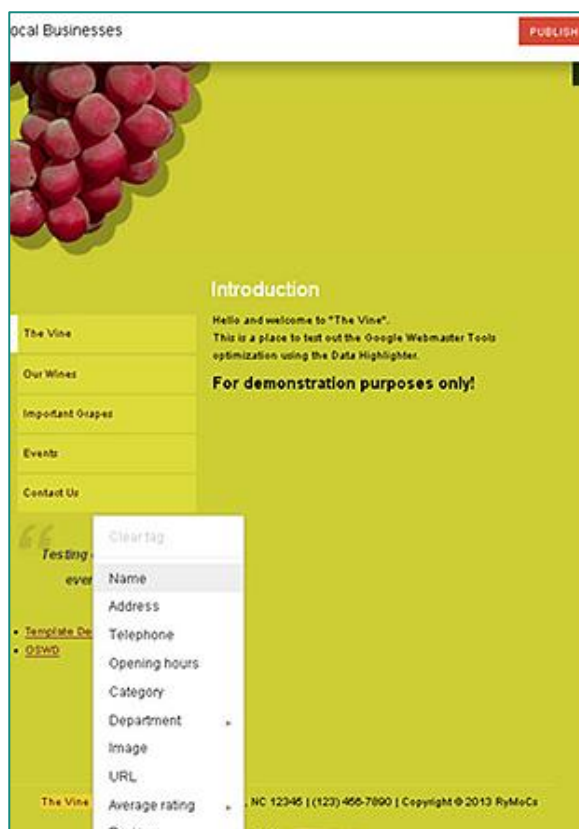 ocal Businesses
PUBLISH
Introduction
Hello and welcome to "The Vine".
This is a place to test out the Google Webmaster Tools
optimization using the Data Highlighter.
For demonstration purposes only!
The Vine
Our Wines
Important Grapes
Events
Contact Us
Clear tag
Testing
ever
Name
Address
Template De
Telephone
OSWD
Opening hours
Category
Department
Image
URL
The Vine
, NC 12345 | (123) 456-7890 | Copyright © 2013 RyMoCs
Average rating